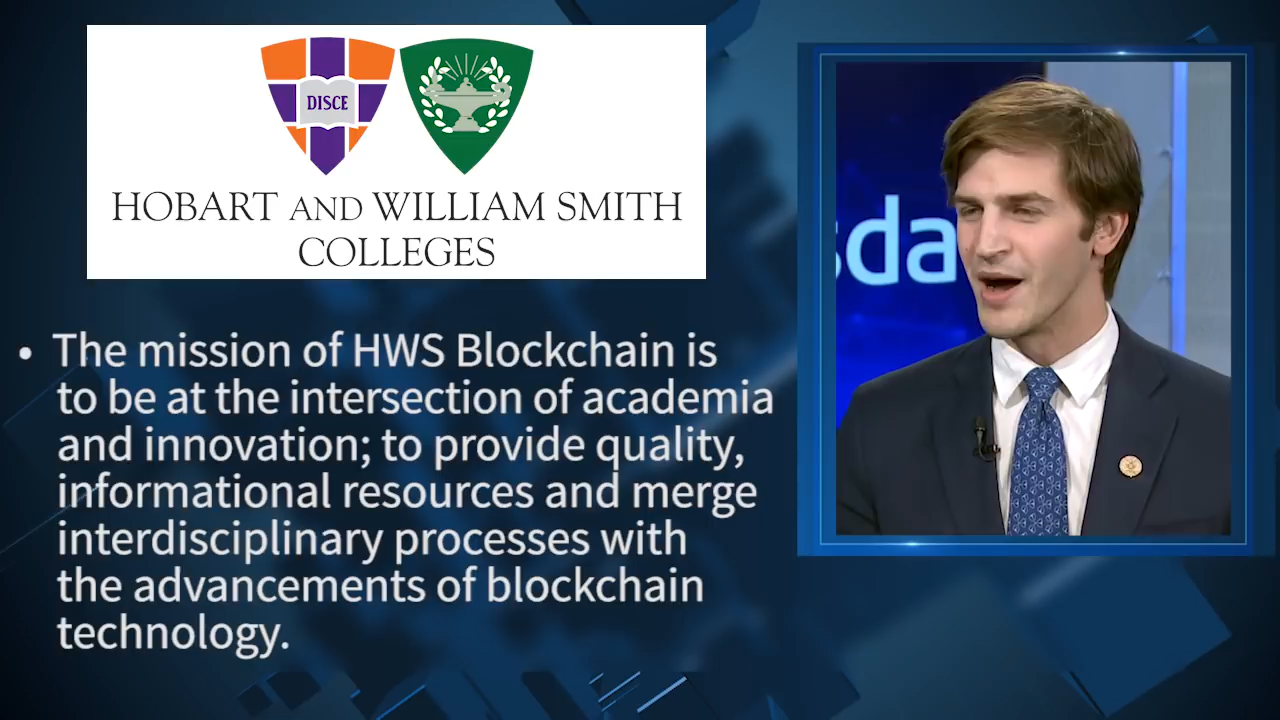 DISCE
HOBART AND WILLIAM SMITH
COLLEGES
• The mission of HWS Blockchain is
to be at the intersection of academia
and innovation; to provide quality,
informational resources and merge
interdisciplinary processes with
the advancements of blockchain
technology.
sda